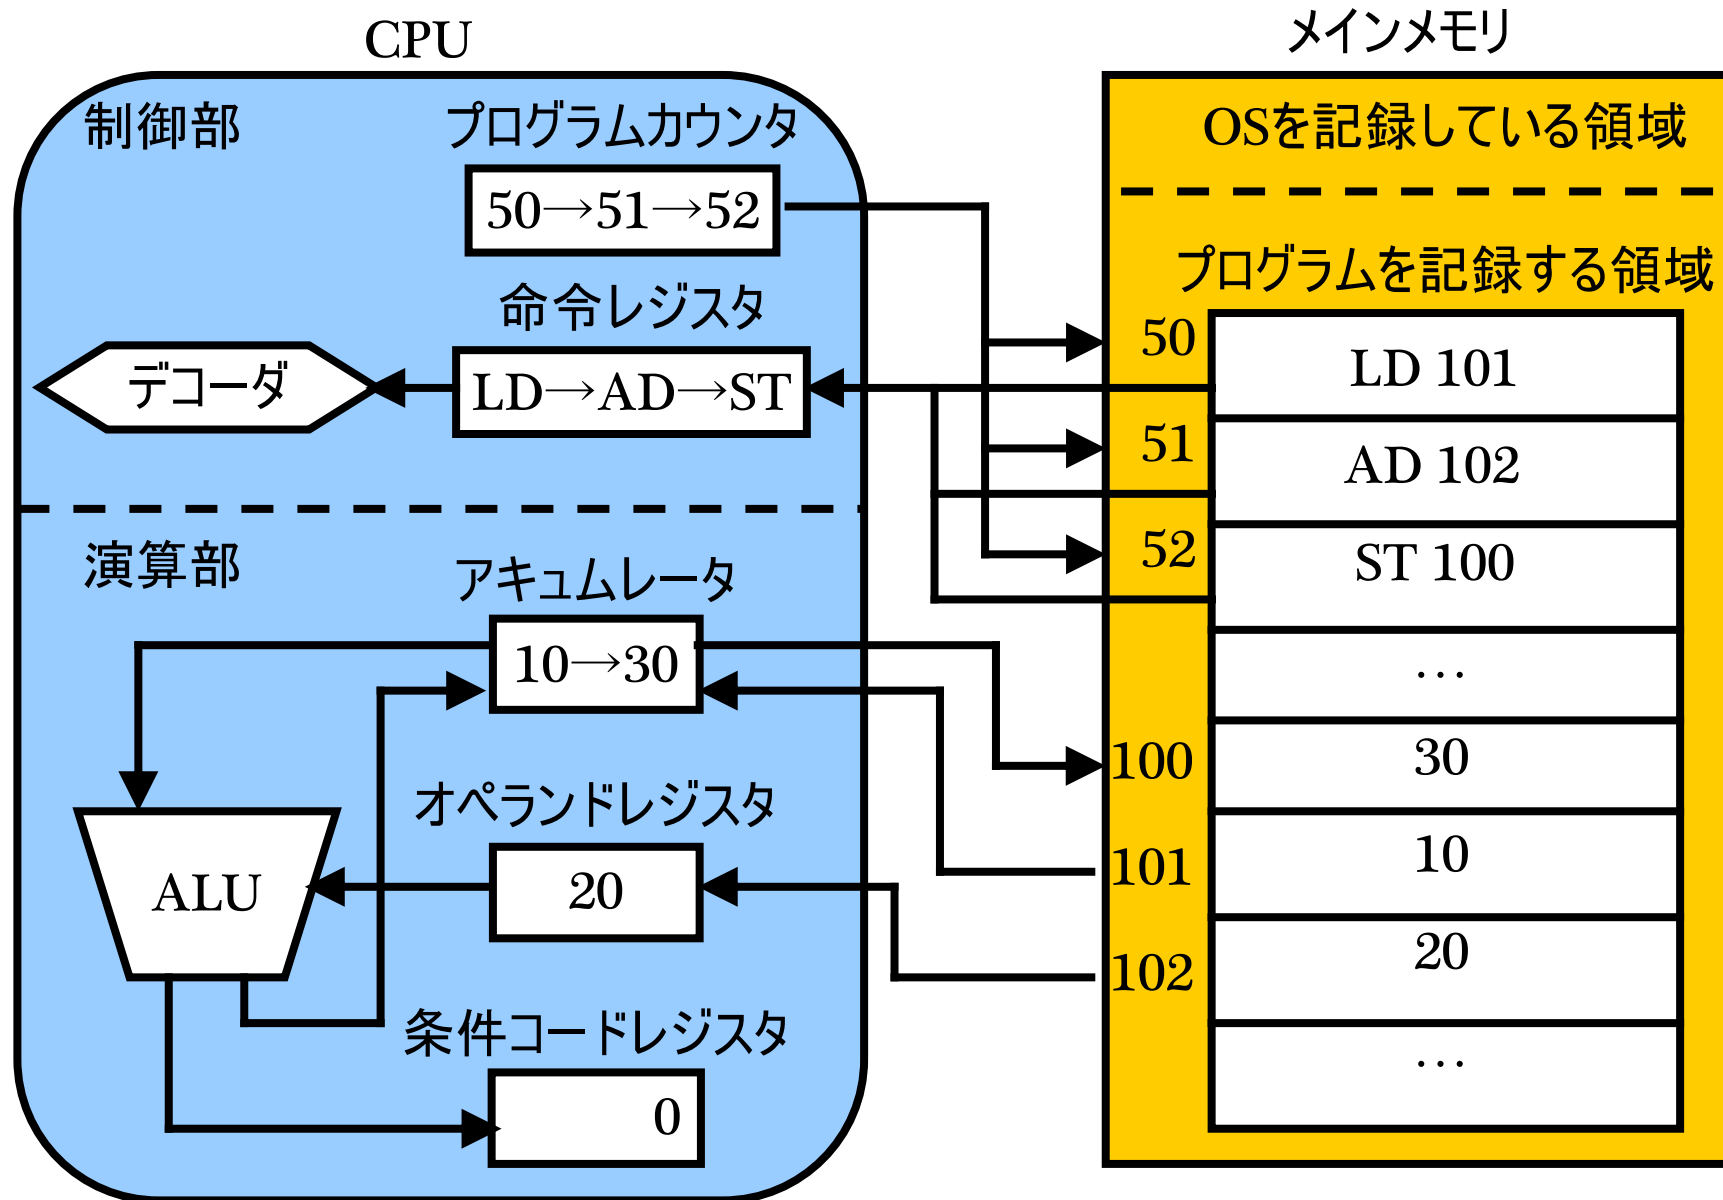 CPU
制御部
プログラムカウンタ
50→51→52
命令レジスタ
デコーダ
LD→AD→ST
演算部
アキュムレータ
10→30
オペランドレジスタ
ALU
20
条件コードレジスタ
0
メインメモリ
OSを記録している領域
プログラムを記録する領域
50
LD 101
51
AD 102
52
ST 100
…
100
30
101
10
102
20
…